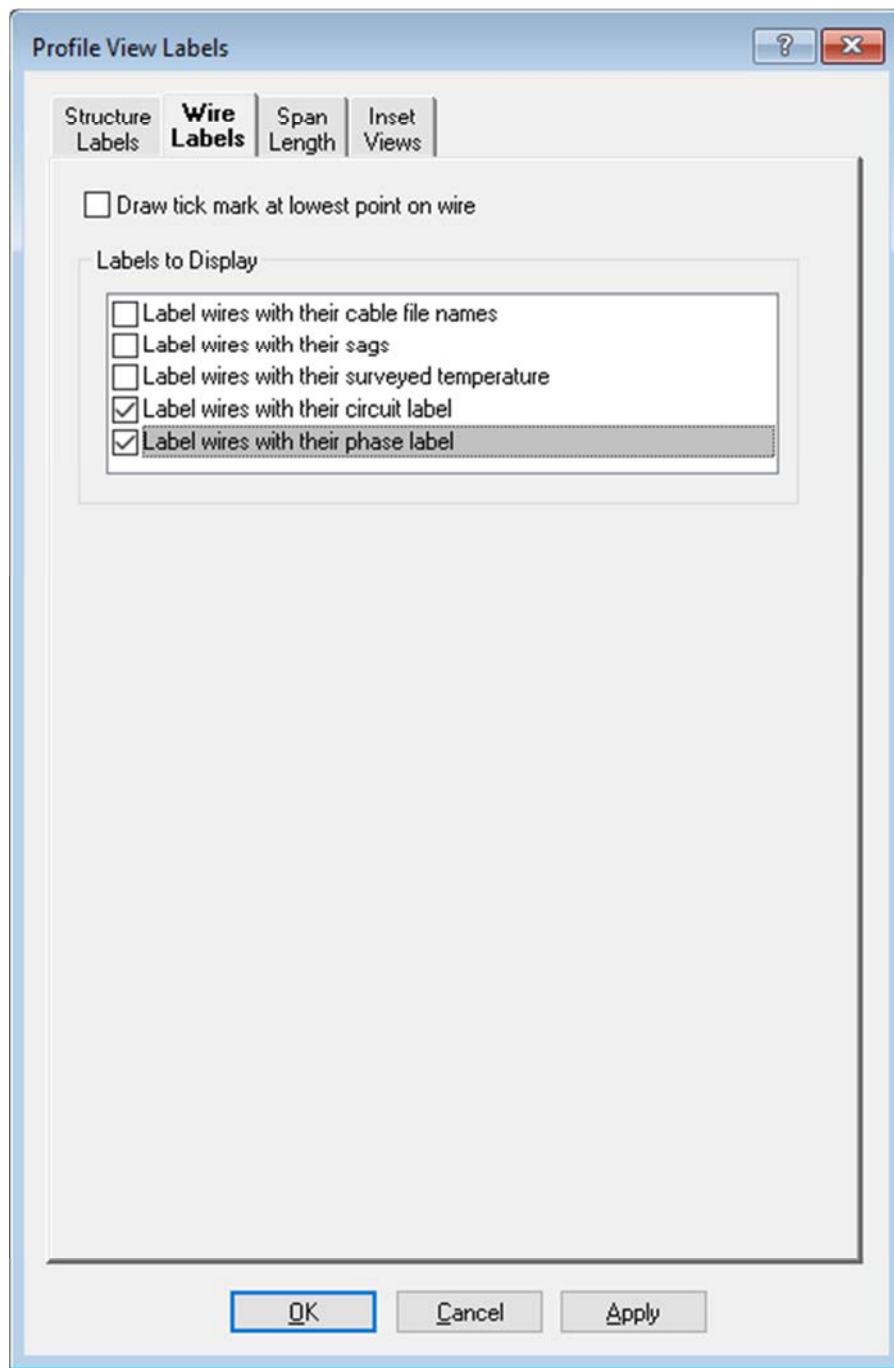 Profile View Labels
?
Structure Labels
Wire Labels
Span Length
Inset Views
Draw tick mark at lowest point on wire
Labels to Display
Label wires with their cable file names
Label wires with their sags
Label wires with their surveyed temperature
Label wires with their circuit label
Label wires with their phase label
OK
Cancel
Apply